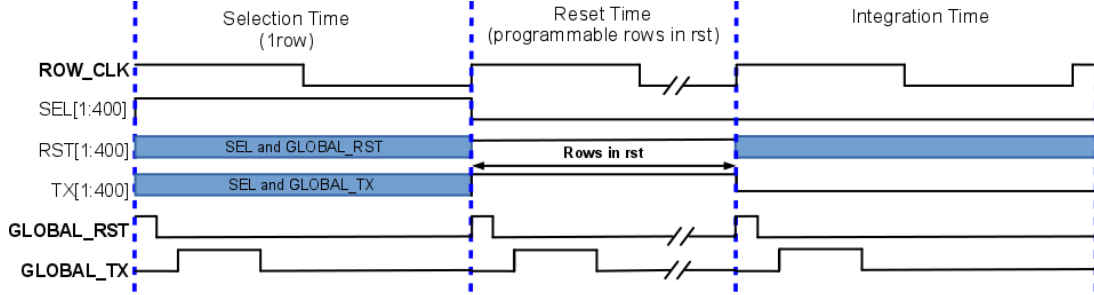 Selection Time
(1row)
Reset Time
(programmable rows in rst)
Integration Time
ROW_CLK
SEL[1:400]
RST[1:400]
SEL and GLOBAL_RST
Rows in rst
TX[1:400]
SEL and GLOBAL_TX
GLOBAL_RST
GLOBAL_TX